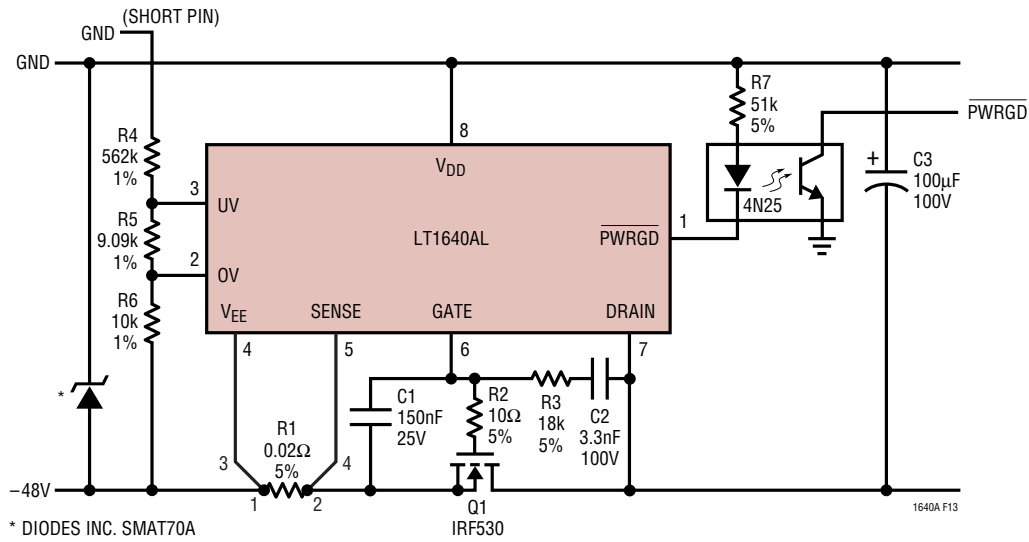 (SHORT PIN)
GND
GND
R4
562k
1%
R5
9.09k
1%
R6
10k
1%
*
3
2
8
V_DD
UV
OV
LT1640AL
PWRGD
V_EE
SENSE
GATE
DRAIN
4
5
6
7
1
R7
51k
5%
4N25
PWRGD
+
C3
100µF
100V
C1
150nF
25V
R2
10Ω
5%
R3
18k
5%
C2
3.3nF
100V
R1
0.02Ω
5%
3
4
1
2
–48V
Q1
IRF530
1640A F13
* DIODES INC. SMAT70A